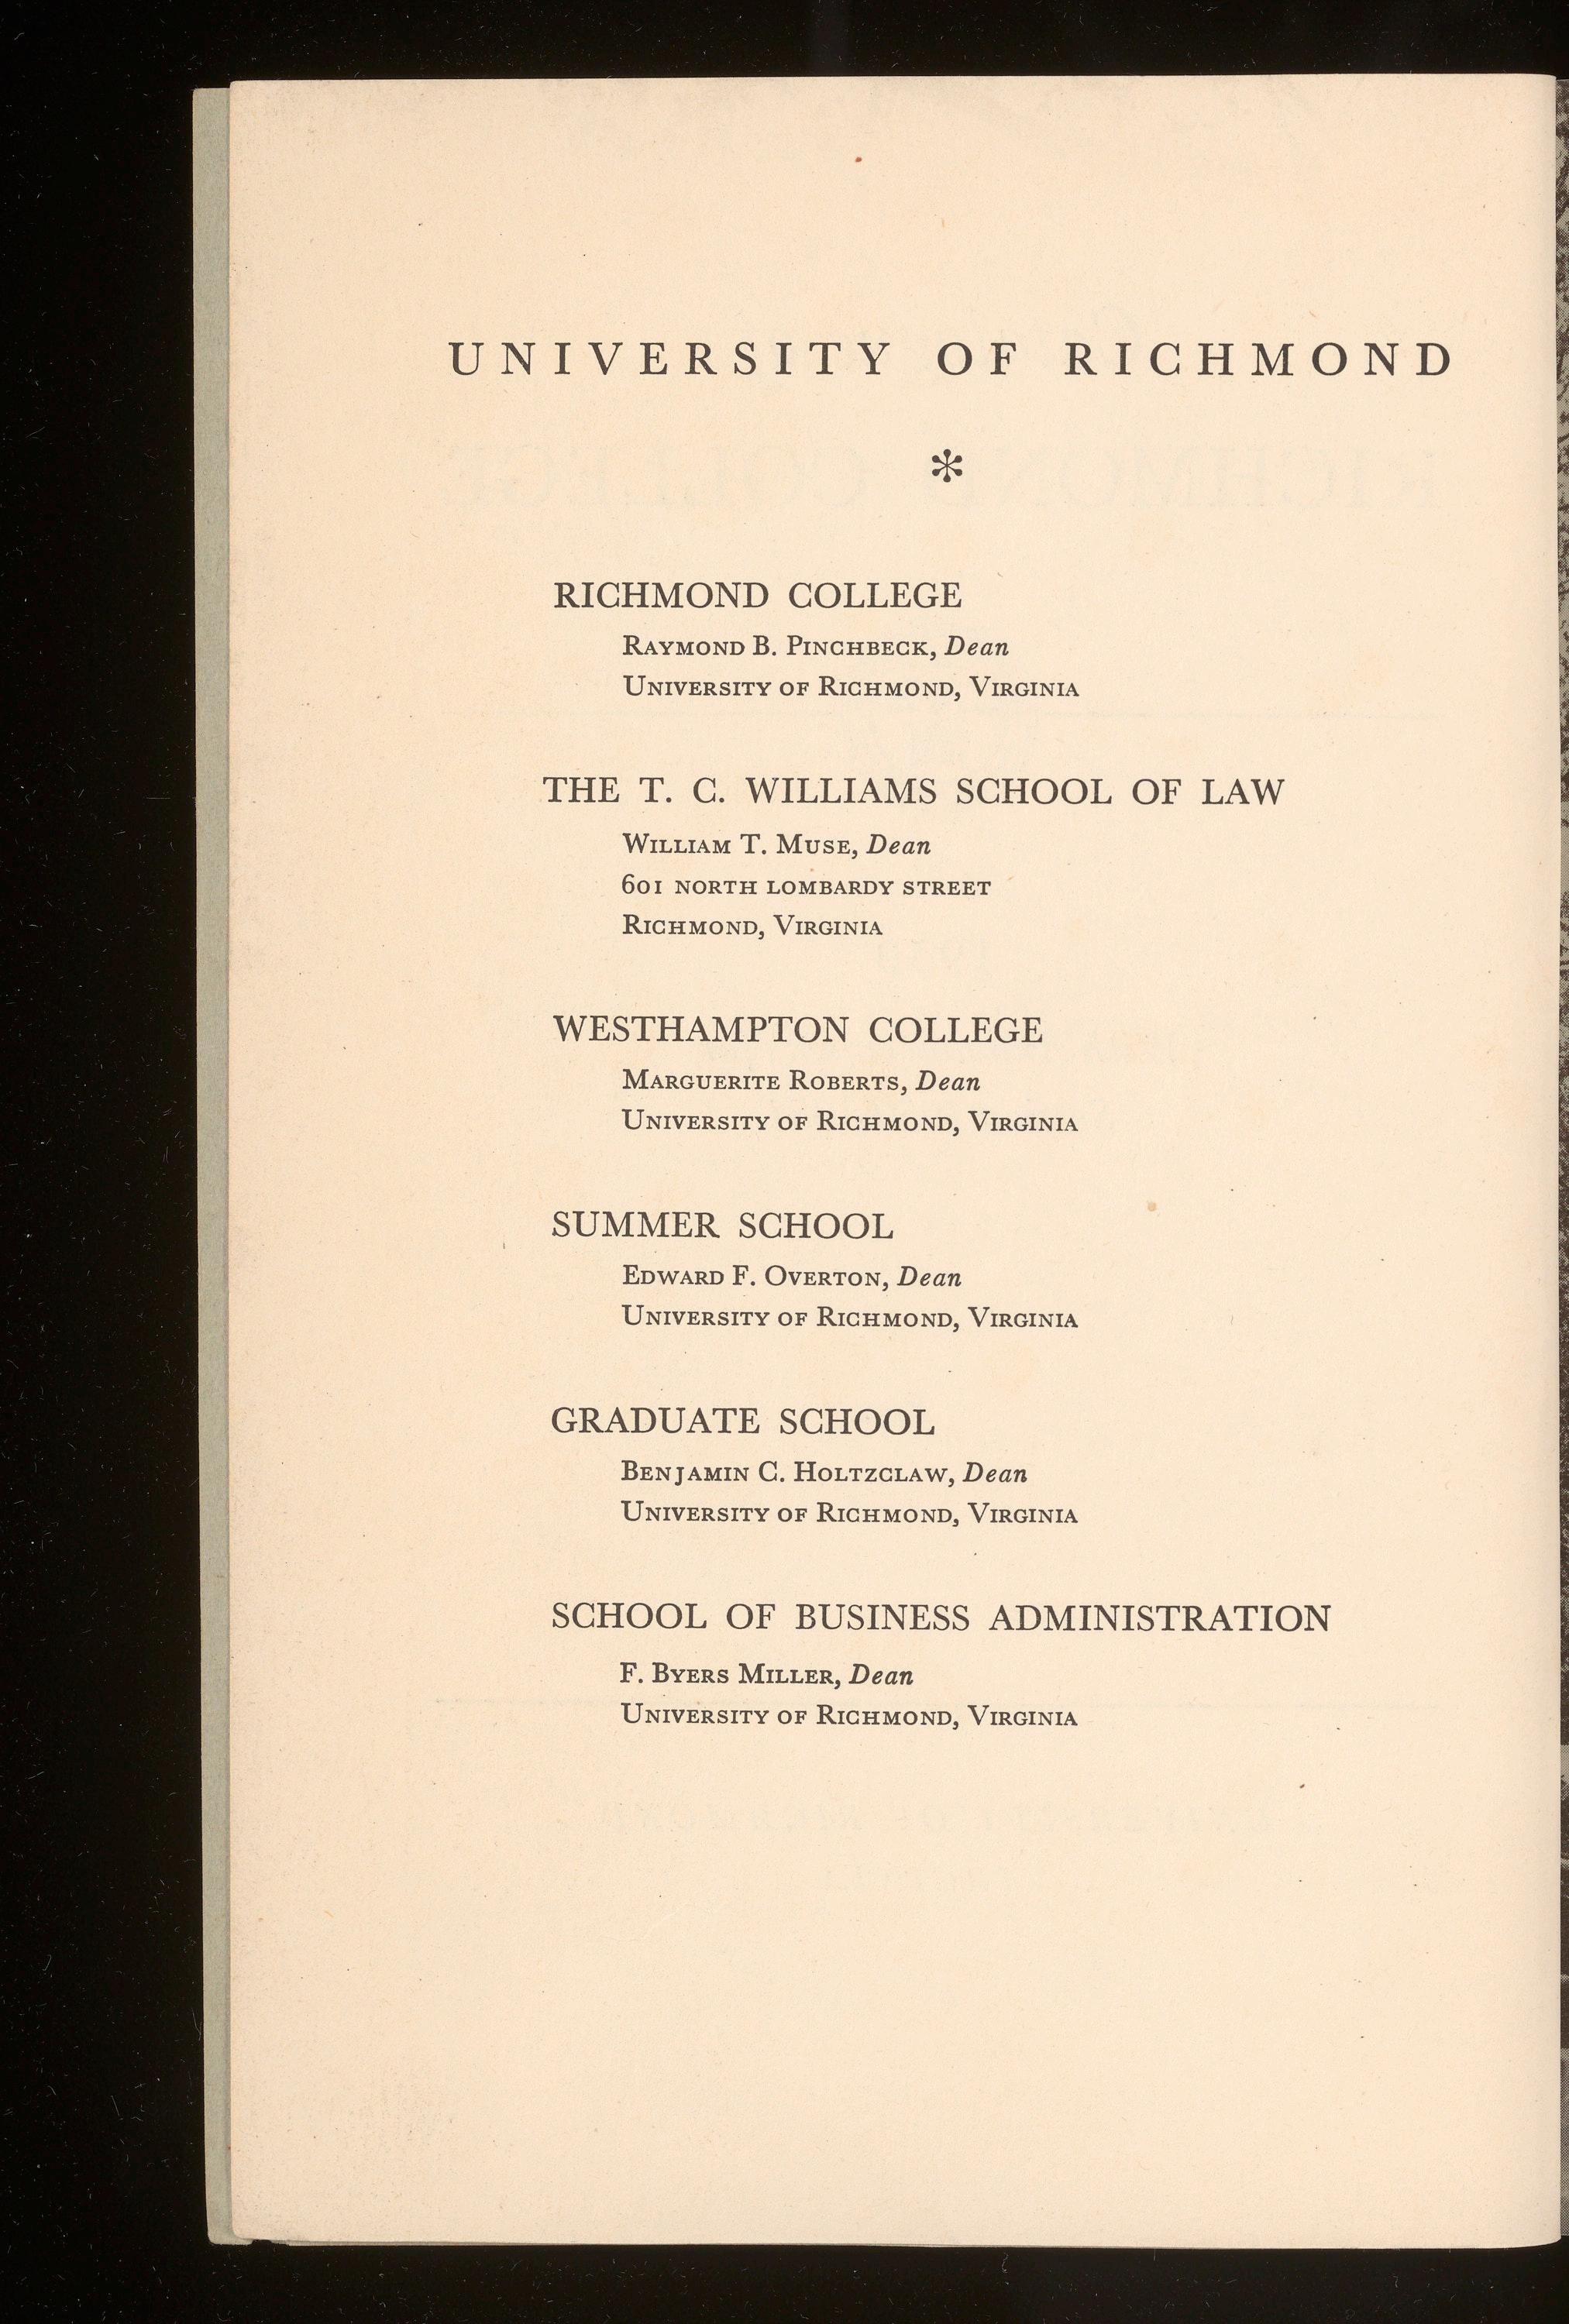 UNIVERSITY OF RICHMOND
*
RICHMOND COLLEGE
Raymond B. Pinchbeck, Dean
University of Richmond, Virginia
THE T. C. WILLIAMS SCHOOL OF LAW
William T. Muse, Dean
601 north lombardy street
Richmond, Virginia
WESTHAMPTON COLLEGE
Marguerite Roberts, Dean
University of Richmond, Virginia
SUMMER SCHOOL
Edward F. Overton, Dean
University of Richmond, Virginia
GRADUATE SCHOOL
Benjamin C. Holtzclaw, Dean
University of Richmond, Virginia
SCHOOL OF BUSINESS ADMINISTRATION
F. Byers Miller, Dean
University of Richmond, Virginia